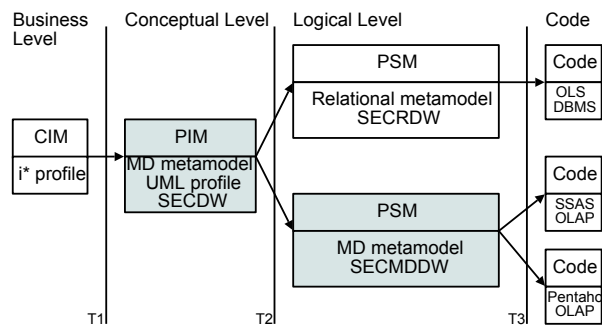 Business Level
Conceptual Level
Logical Level
Code
CIM
i* profile
PIM
MD metamodel
UML profile
SECDW
PSM
Relational metamodel
SECRDW
PSM
MD metamodel
SECMDDW
Code
OLS
DBMS
Code
SSAS
OLAP
Code
Pentaho
OLAP
T1
T2
T3